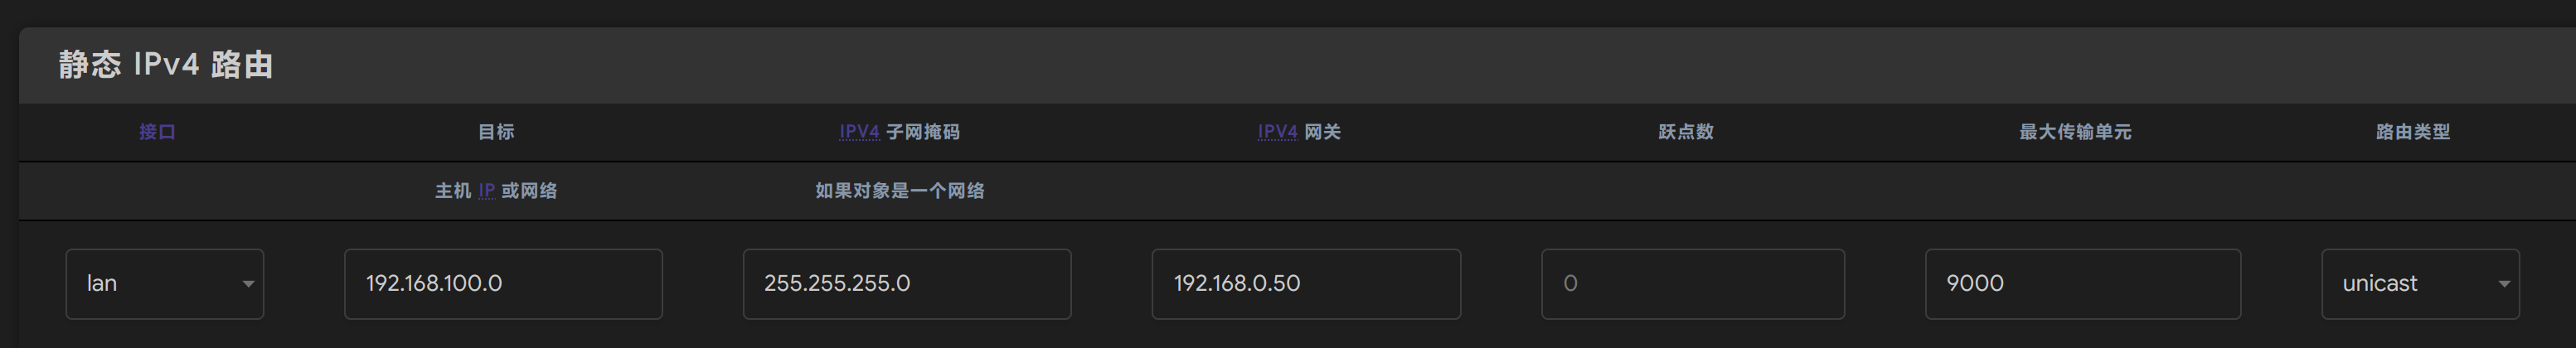 静态 IPv4 路由
接口 目标 IPV4 子网掩码 IPV4 网关 跃点数 最大传输单元 路由类型
主机 IP 或网络 如果对象是一个网络
lan 192.168.100.0 255.255.255.0 192.168.0.50 0 9000 unicast